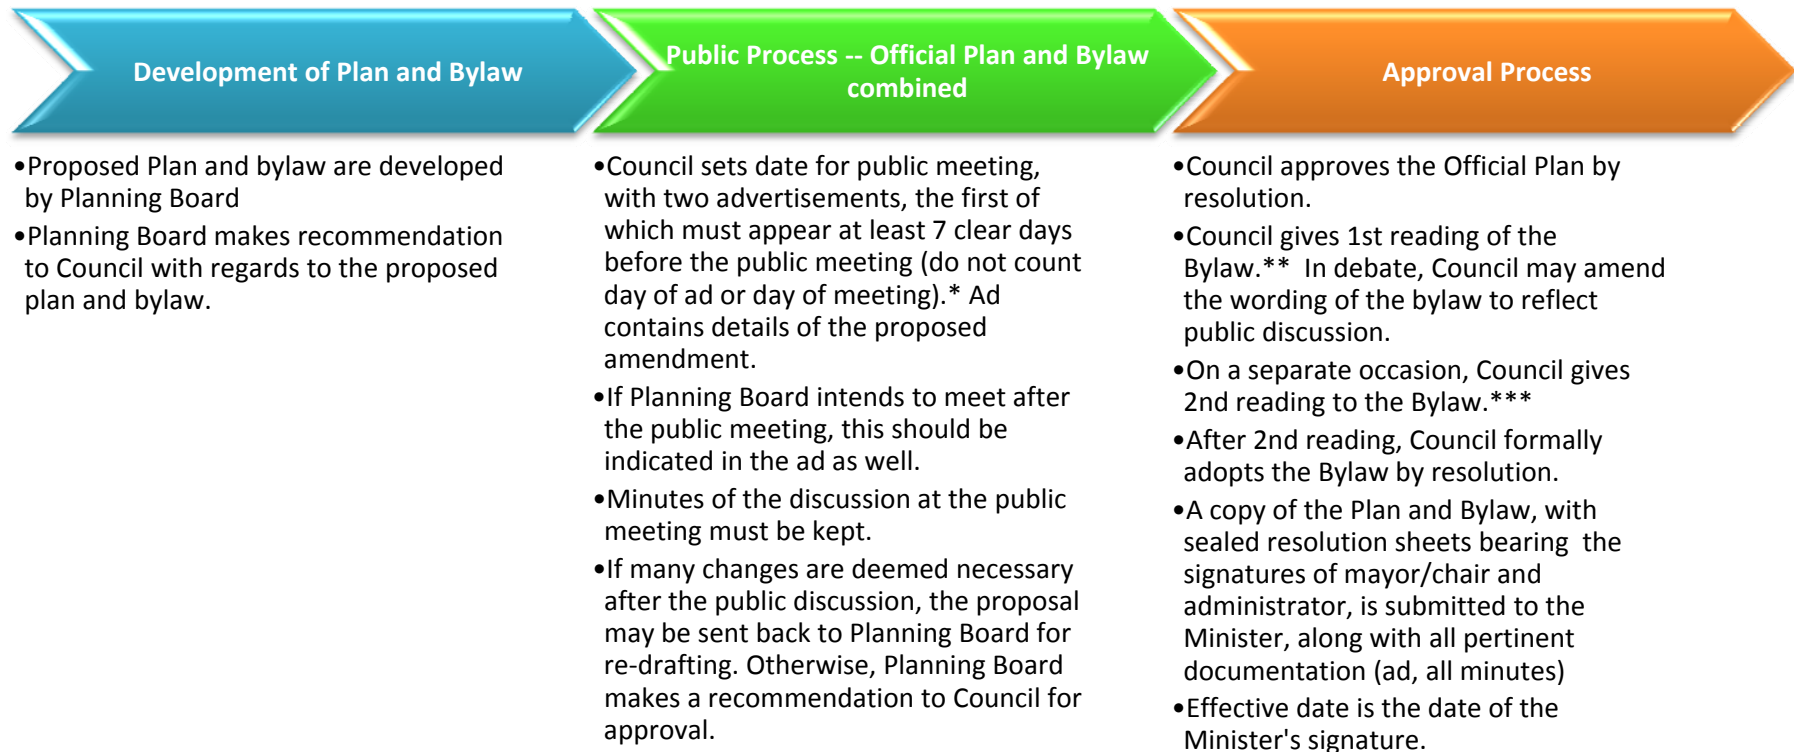 Development of Plan and Bylaw
•Proposed Plan and bylaw are developed
by Planning Board
•Planning Board makes recommendation
to Council with regards to the proposed
plan and bylaw.
Public Process -- Official Plan and Bylaw
combined
•Council sets date for public meeting,
with two advertisements, the first of
which must appear at least 7 clear days
before the public meeting (do not count
day of ad or day of meeting).* Ad
contains details of the proposed
amendment.
•If Planning Board intends to meet after
the public meeting, this should be
indicated in the ad as well.
•Minutes of the discussion at the public
meeting must be kept.
•If many changes are deemed necessary
after the public discussion, the proposal
may be sent back to Planning Board for
re-drafting. Otherwise, Planning Board
makes a recommendation to Council for
approval.
Approval Process
•Council approves the Official Plan by
resolution.
•Council gives 1st reading of the
Bylaw.** In debate, Council may amend
the wording of the bylaw to reflect
public discussion.
•On a separate occasion, Council gives
2nd reading to the Bylaw.***
•After 2nd reading, Council formally
adopts the Bylaw by resolution.
•A copy of the Plan and Bylaw, with
sealed resolution sheets bearing the
signatures of mayor/chair and
administrator, is submitted to the
Minister, along with all pertinent
documentation (ad, all minutes)
•Effective date is the date of the
Minister's signature.